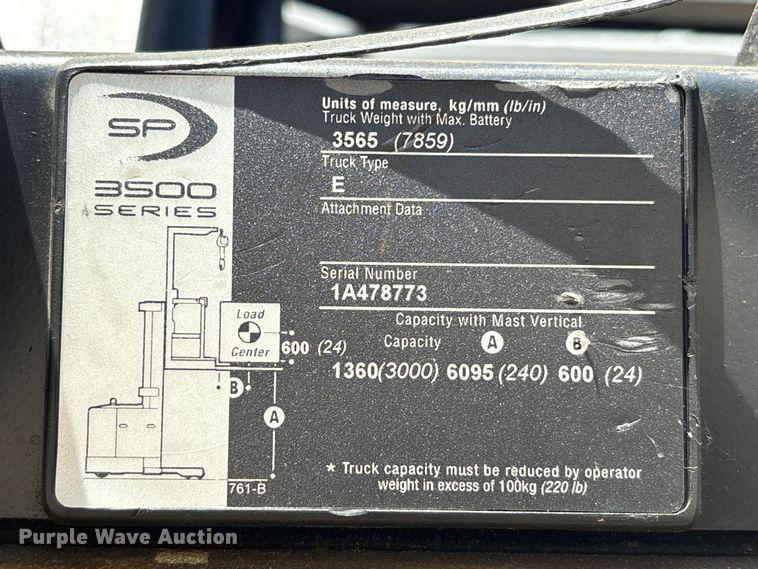 SP
3500
SERIES
Units of measure, kg/mm (lb/in)
Truck Weight with Max. Battery
3565 (7859)
Truck Type
E
Attachment Data
Serial Number
1A478773
Capacity with Mast Vertical
Capacity A B
1360(3000) 6095(240) 600 (24)
Load
Center
600 (24)
B
A
761-B
* Truck capacity must be reduced by operator
weight in excess of 100kg (220 lb)
Purple Wave Auction